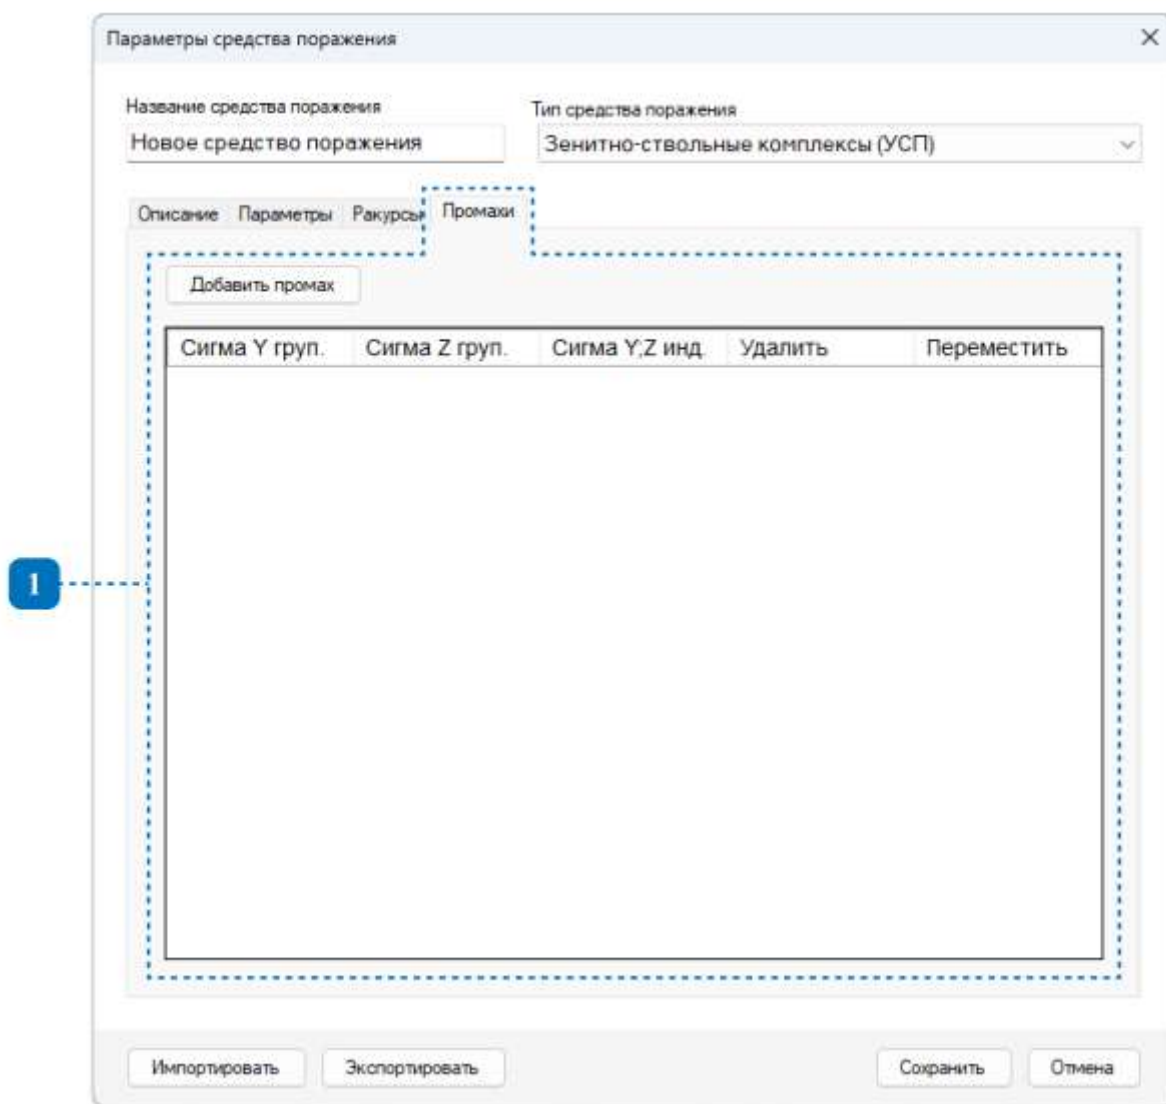 Параметры средства поражения
Название средства поражения
Тип средства поражения
Новое средство поражения
Зенитно-ствольные комплексы (УСП)
Описание Параметры Ракурсы Промахи
Добавить промах
Сигма Y груп. Сигма Z груп. Сигма Y;Z инд. Удалить Переместить
1
Импортировать Экспортировать Сохранить Отмена